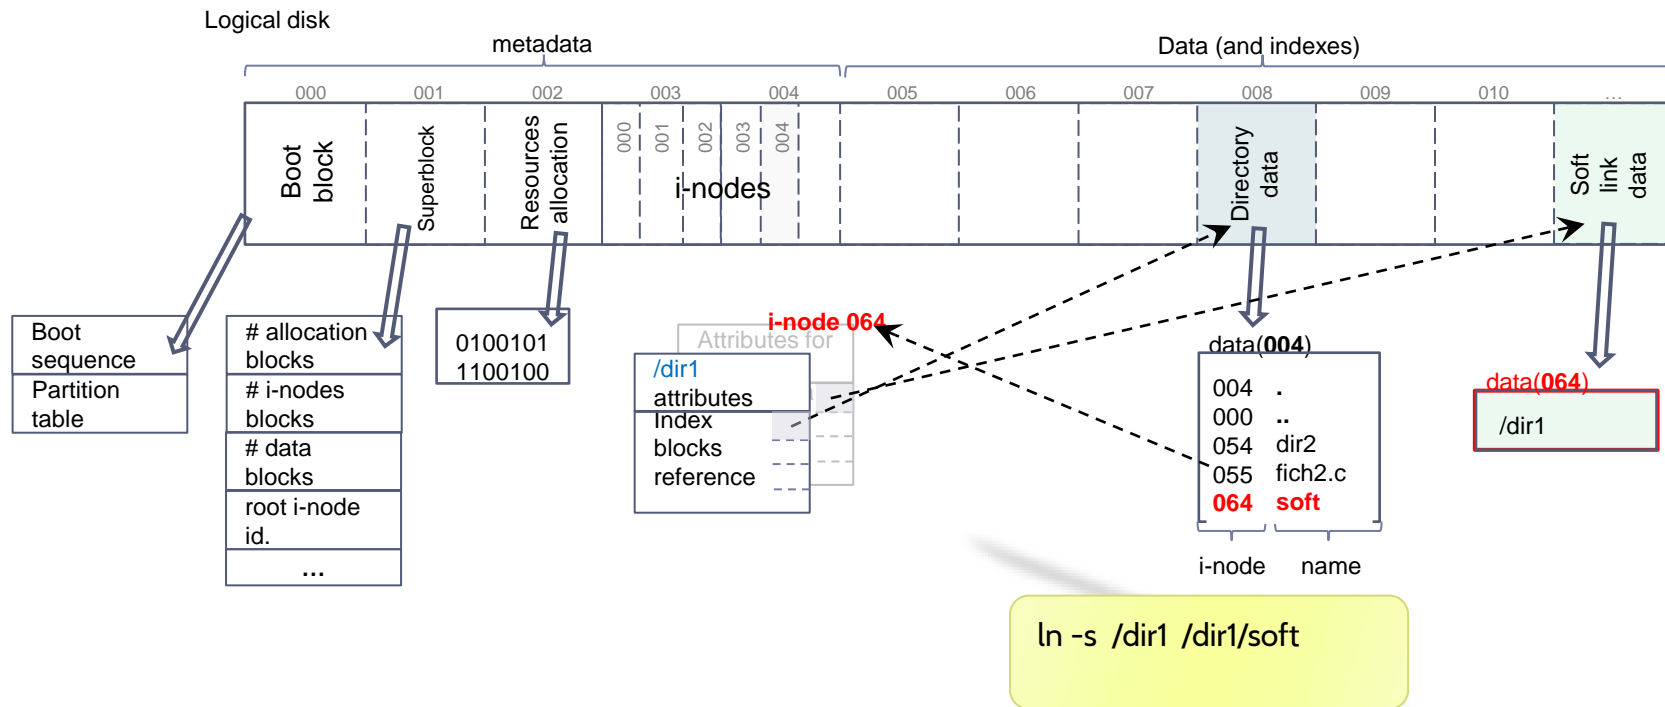 Logical disk
metadata
Data (and indexes)
000
001
002
003
004
005
006
007
008
009
010
...
Boot
block
Superblock
Resources
allocation
000
001
002
003
004
i-nodes
Directory
data
Soft
link
data
Boot
sequence
Partition
table
# allocation
blocks
# i-nodes
blocks
# data
blocks
root i-node
id.
...
0100101
1100100
i-node 064
Attributes for
/dir1
attributes
Index
blocks
reference
data(004)
004 .
000 ..
054 dir2
055 fich2.c
064 soft
i-node name
data(064)
/dir1
ln -s /dir1 /dir1/soft